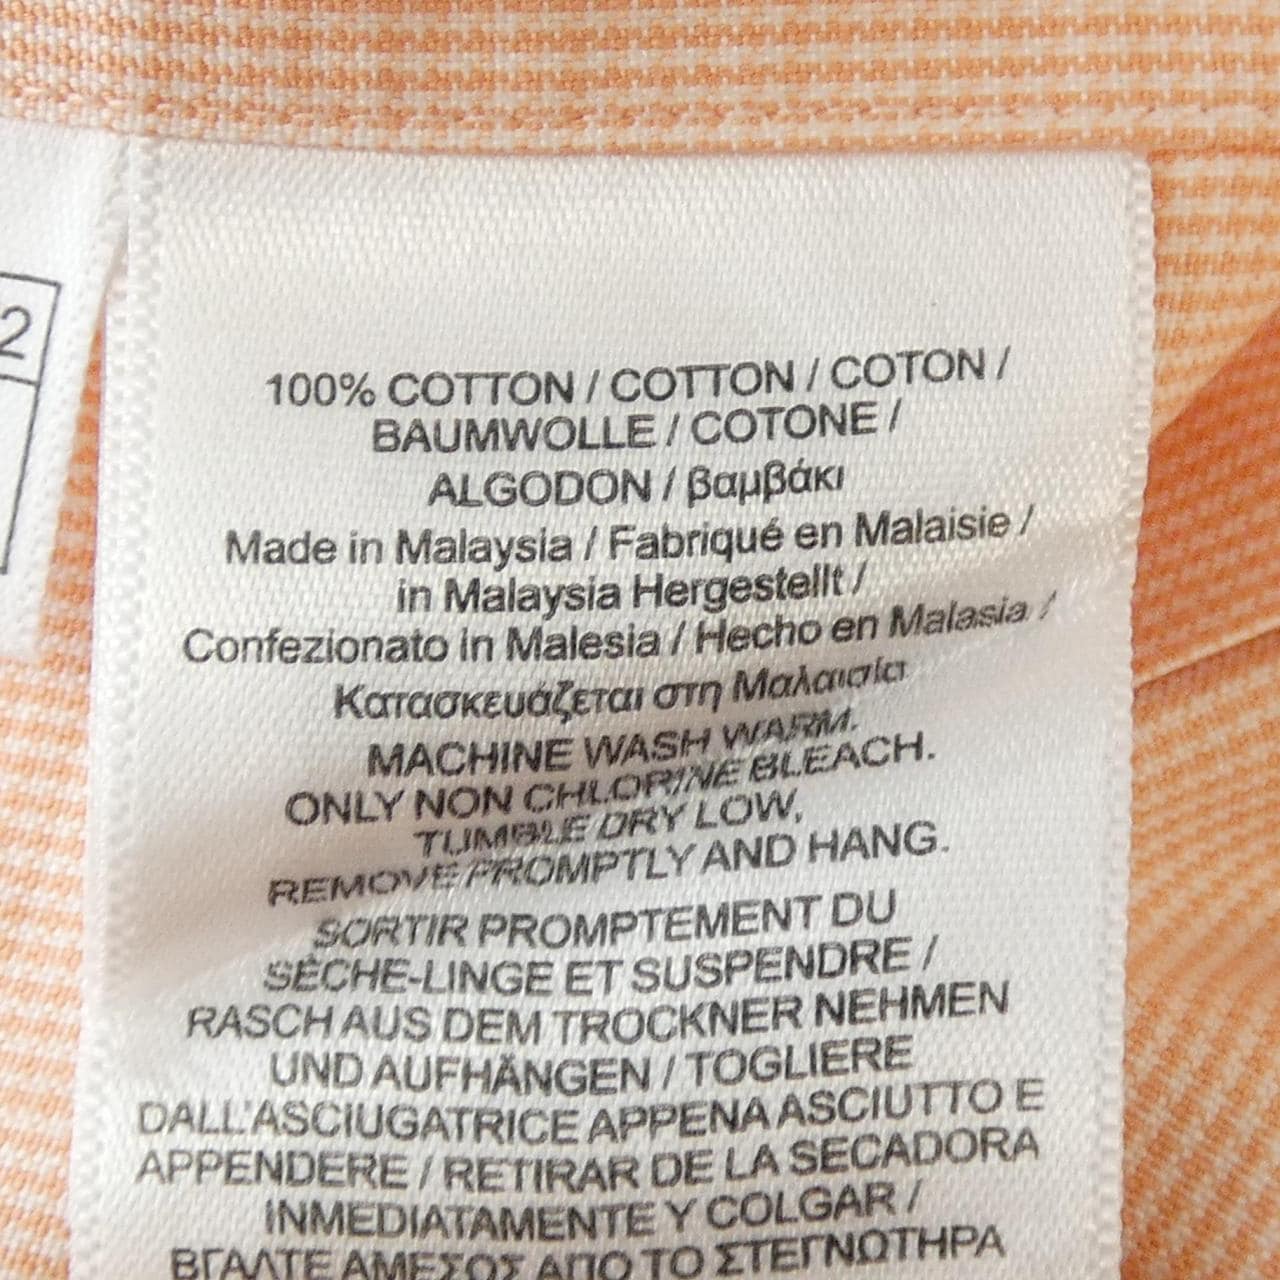 2
100% COTTON / COTTON / COTON /
BAUMWOLLE / COTONE /
ALGODON / βαμβάκι
Made in Malaysia / Fabriqué en Malaisie /
in Malaysia Hergestellt /
Confezionato in Malesia / Hecho en Malasia /
Κατασκευάζεται στη Μαλαισία
MACHINE WASH WARM.
ONLY NON CHLORINE BLEACH.
TUMBLE DRY LOW,
REMOVE PROMPTLY AND HANG.
SORTIR PROMPTEMENT DU
SÈCHE-LINGE ET SUSPENDRE /
RASCH AUS DEM TROCKNER NEHMEN
UND AUFHÄNGEN / TOGLIERE
DALL'ASCIUGATRICE APPENA ASCIUTTO E
APPENDERE / RETIRAR DE LA SECADORA
INMEDIATAMENTE Y COLGAR /
ΒΓΑΛΤΕ ΑΜΕΣΩΣ ΑΠΟ ΤΟ ΣΤΕΓΝΩΤΗΡΑ